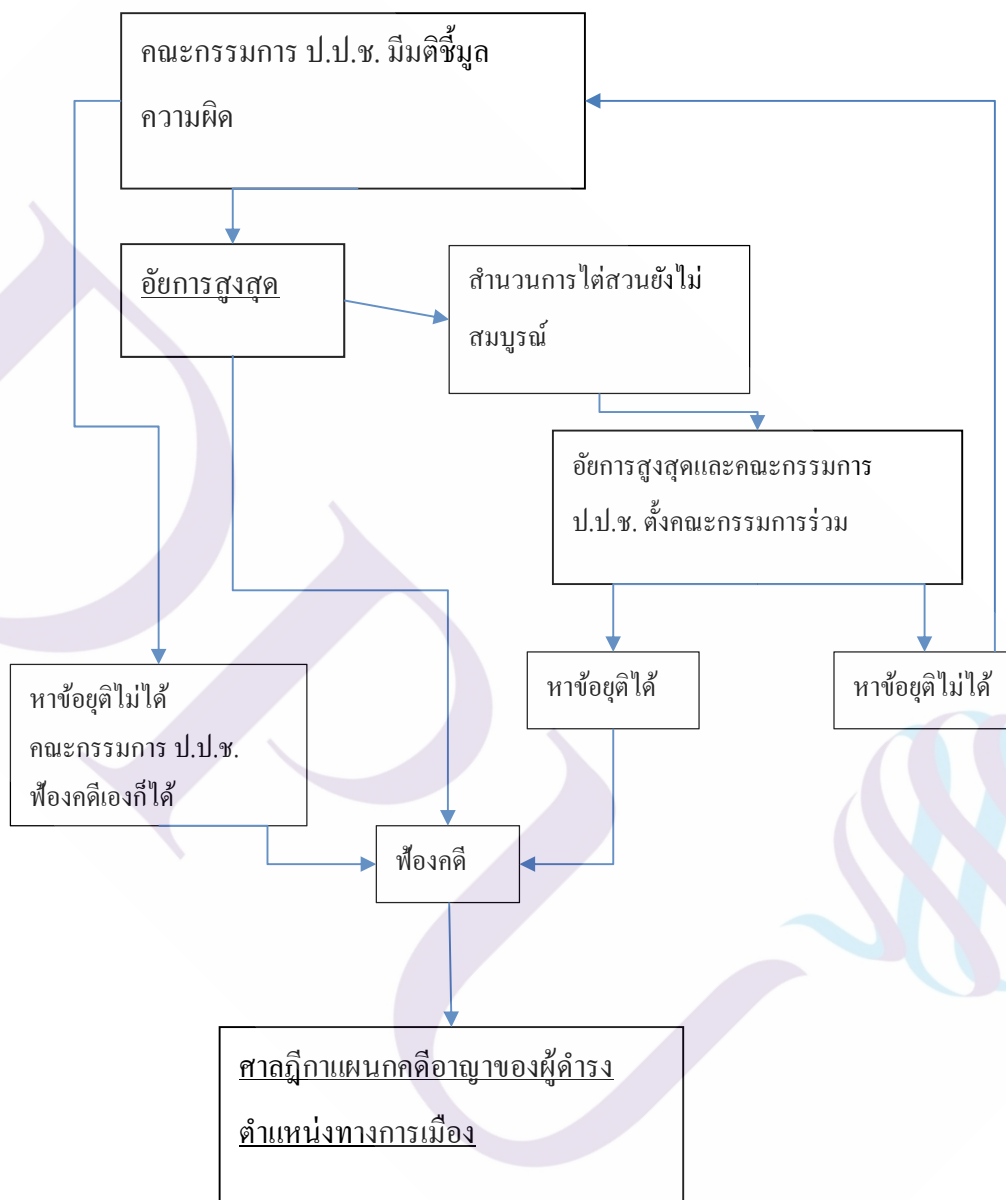 คณะกรรมการ ป.ป.ช. มีมติชี้มูล
ความผิด
อัยการสูงสุด
สำนวนการไต่สวนยังไม่
สมบูรณ์
อัยการสูงสุดและคณะกรรมการ
ป.ป.ช. ตั้งคณะกรรมการร่วม
หาข้อยุติไม่ได้
คณะกรรมการ ป.ป.ช.
ฟ้องคดีเองก็ได้
หาข้อยุติได้
หาข้อยุติไม่ได้
ฟ้องคดี
ศาลฎีกาแผนกคดีอาญาของผู้ดำรง
ตำแหน่งทางการเมือง
DPU